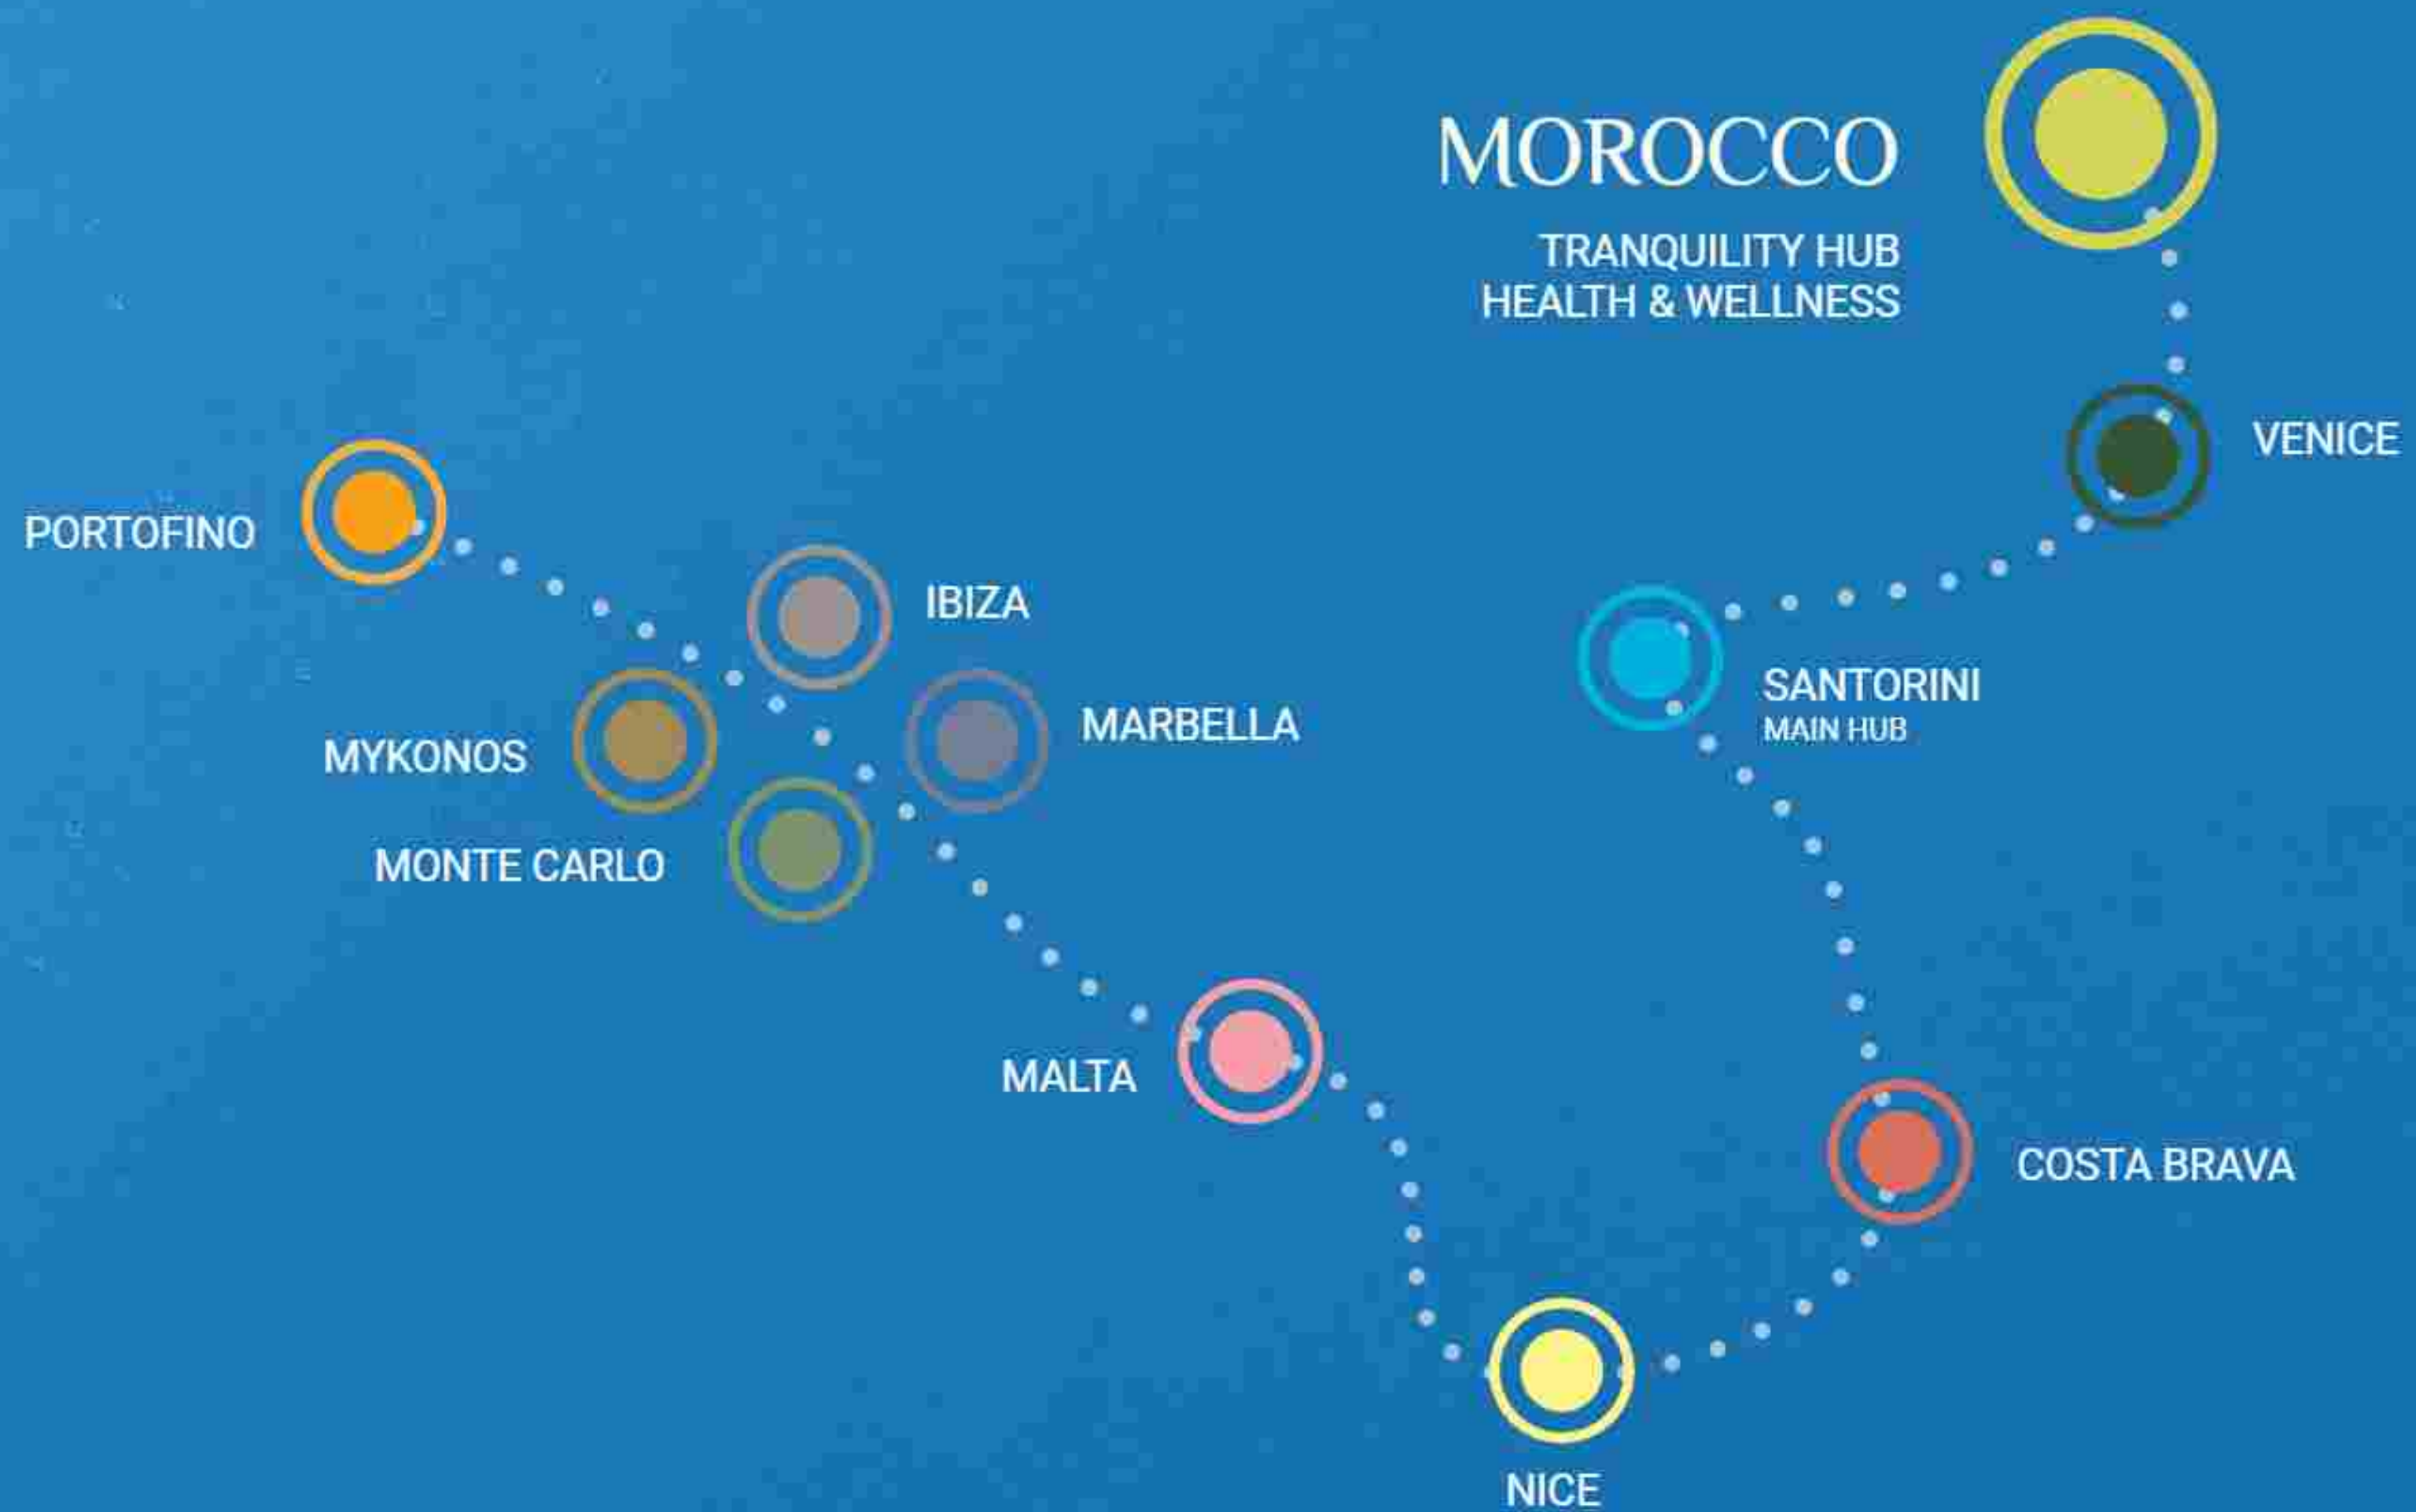 MOROCCO
TRANQUILITY HUB
HEALTH & WELLNESS
VENICE
PORTOFINO
IBIZA
SANTORINI
MAIN HUB
MARBELLA
MYKONOS
MONTE CARLO
MALTA
COSTA BRAVA
NICE